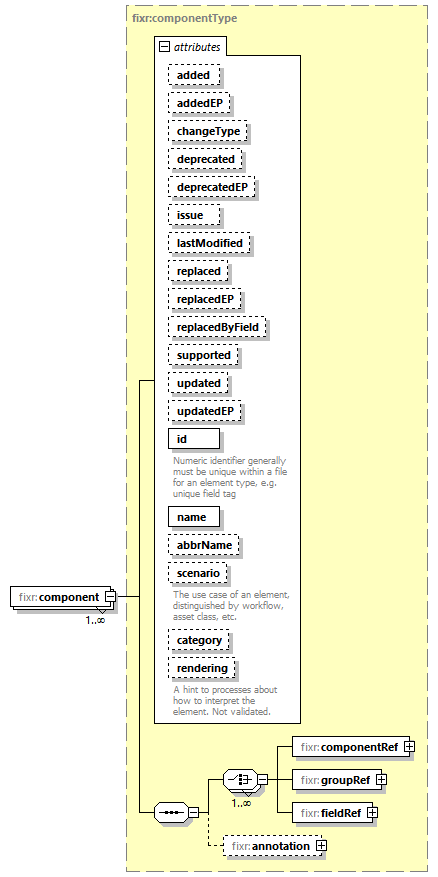 fixr:componentType
attributes
added
addedEP
changeType
deprecated
deprecatedEP
issue
lastModified
replaced
replacedEP
replacedByField
supported
updated
updatedEP
id
Numeric identifier generally
must be unique within a file
for an element type, e.g.
unique field tag
name
abbrName
scenario
The use case of an element,
distinguished by workflow,
asset class, etc.
category
rendering
A hint to processes about
how to interpret the
element. Not validated.
fixr:component
1..∞
fixr:componentRef
fixr:groupRef
1..∞
fixr:fieldRef
fixr:annotation